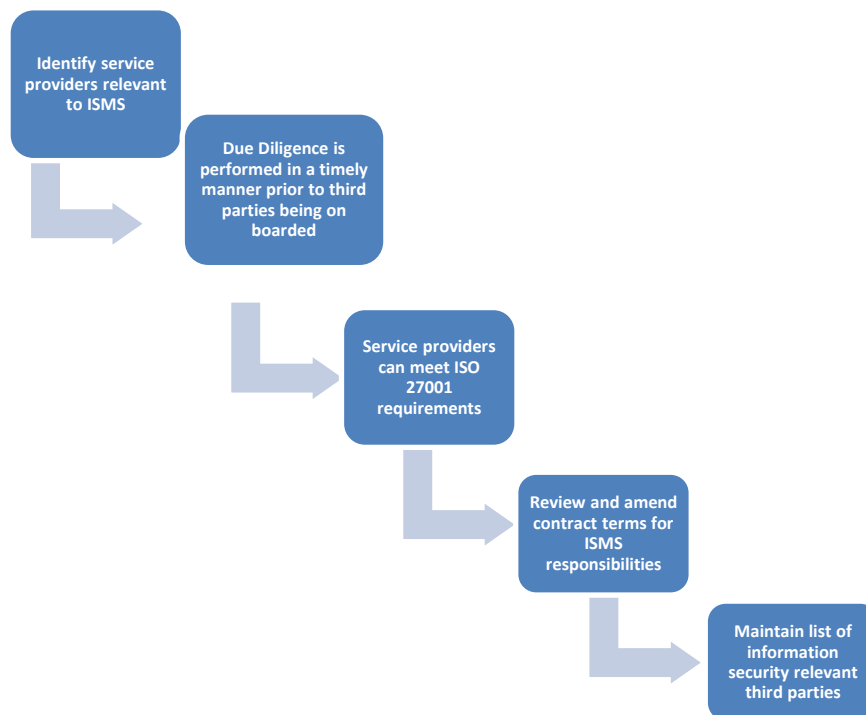 Identify service
providers relevant
to ISMS
Due Diligence is
performed in a timely
manner prior to third
parties being on
boarded
Service providers
can meet ISO
27001
requirements
Review and amend
contract terms for
ISMS
responsibilities
Maintain list of
information
security relevant
third parties